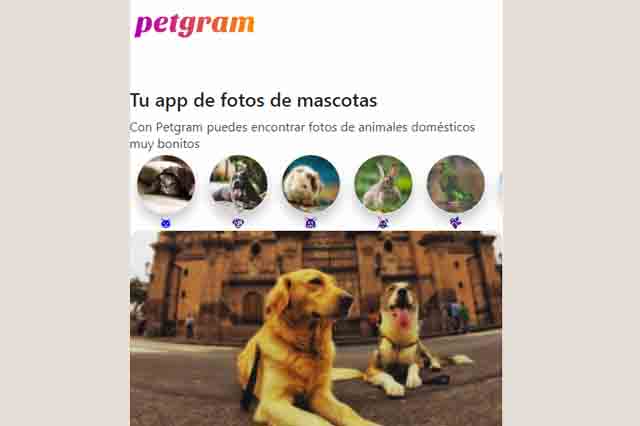 petgram
Tu app de fotos de mascotas
Con Petgram puedes encontrar fotos de animales domésticos
muy bonitos